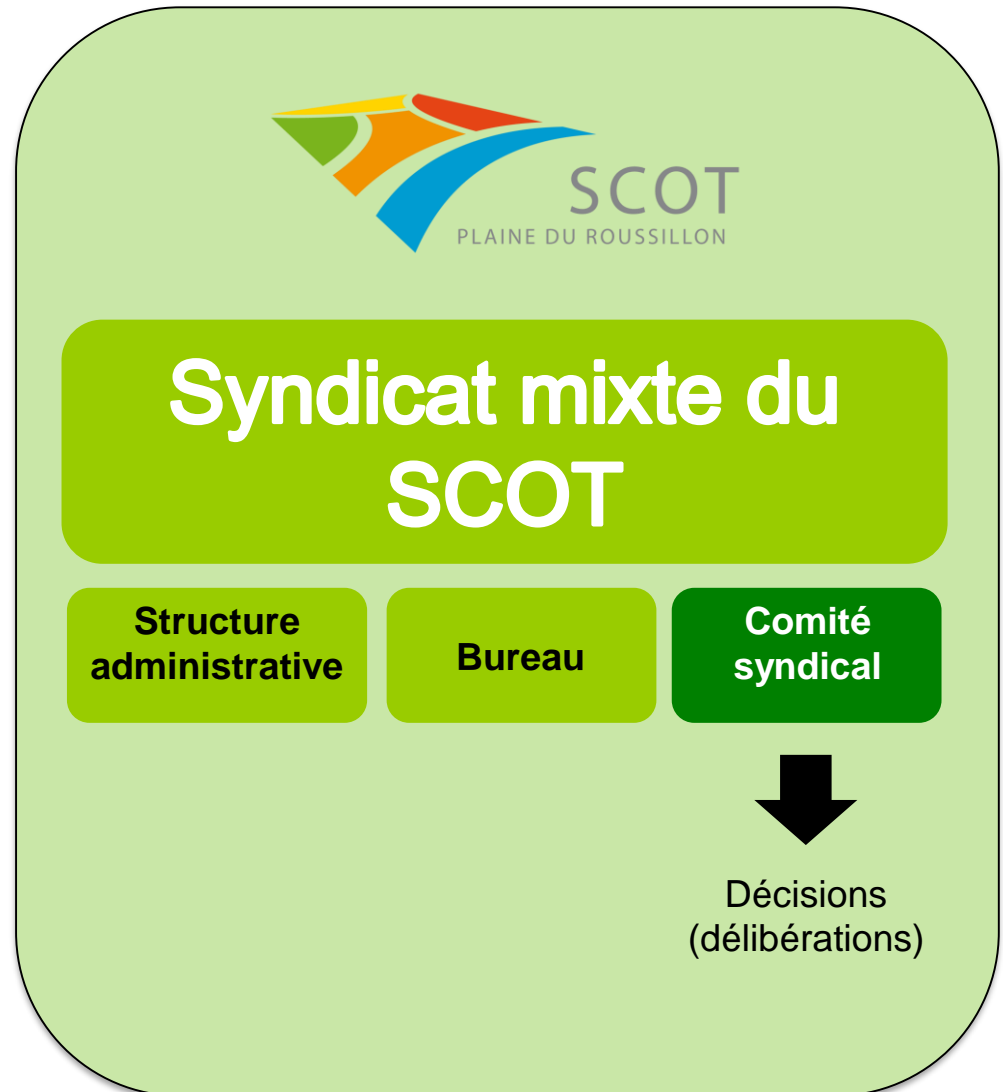 SCOT
PLAINE DU ROUSSILLON
Syndicat mixte du
SCOT
Structure
administrative
Bureau
Comité
syndical
Décisions
(délibérations)